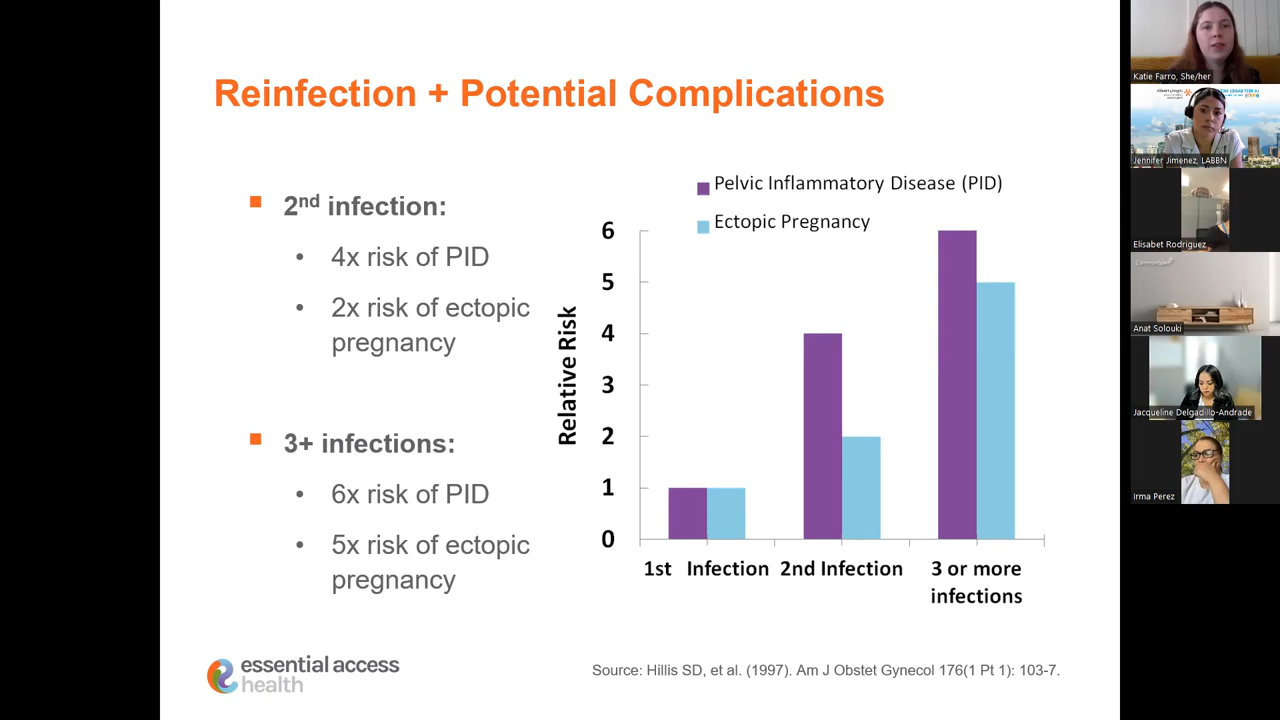 Reinfection + Potential Complications
2nd infection:
4x risk of PID
2x risk of ectopic
pregnancy
3+ infections:
6x risk of PID
5x risk of ectopic
pregnancy
Pelvic Inflammatory Disease (PID)
Ectopic Pregnancy
Relative Risk
6
5
4
3
2
1
0
1st Infection
2nd Infection
3 or more
infections
essential access
health
Source: Hillis SD, et al. (1997). Am J Obstet Gynecol 176(1 Pt 1): 103-7.
Katie Farro, She/her
Jennifer Jimenez, LABBN
Elisabet Rodriguez
Anat Solouki
Jacqueline Delgadillo-Andrade
Irma Perez